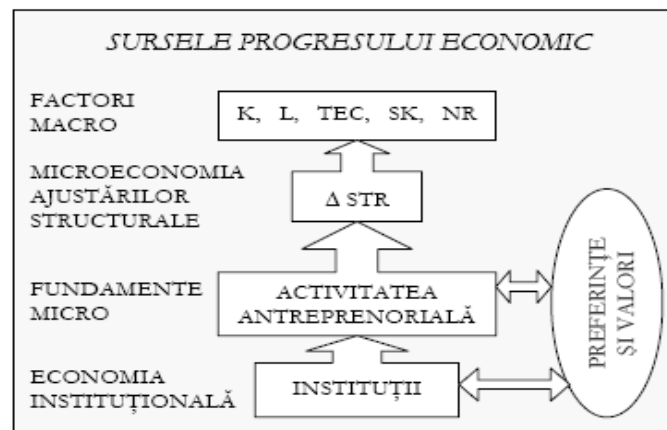 SURSELE PROGRESULUI ECONOMIC
FACTORI
MACRO
K, L, TEC, SK, NR
MICROECONOMIA
AJUSTĂRILOR
STRUCTURALE
Δ STR
FUNDAMENTE
MICRO
ACTIVITATEA
ANTREPRENORIALĂ
PREFERINȚE
ȘI VALORI
ECONOMIA
INSTITUȚIONALĂ
INSTITUȚII